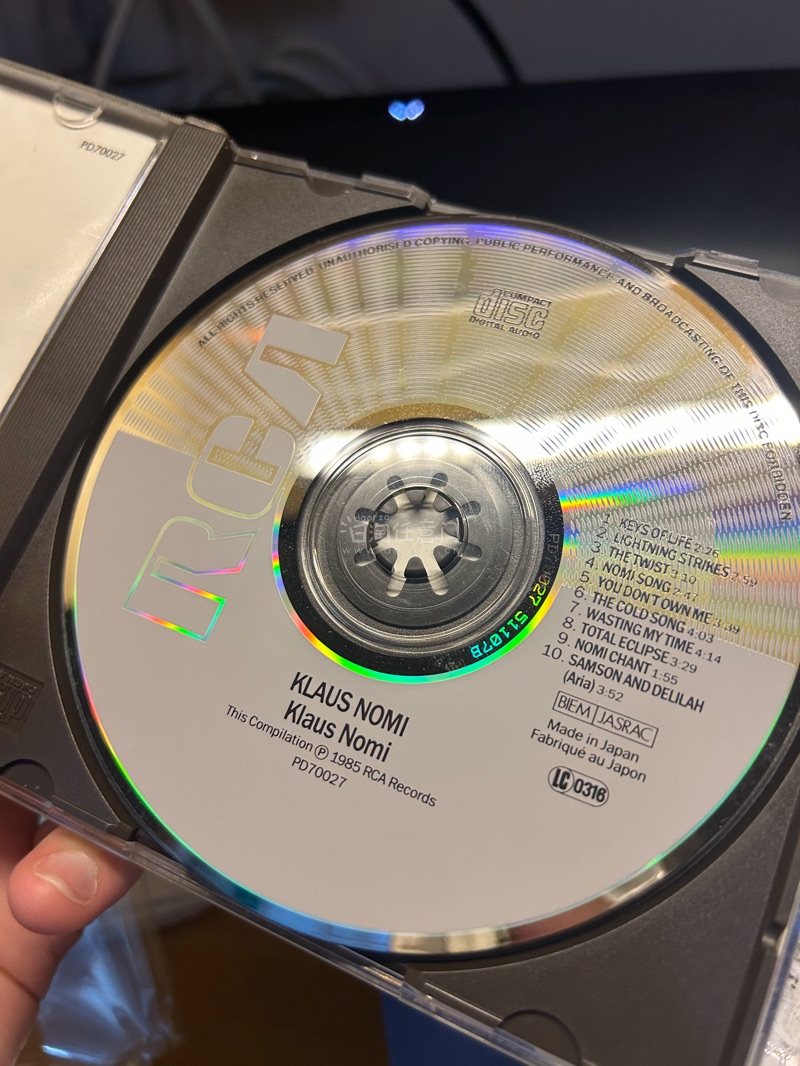 PD70027
ALL RIGHTS RESERVED. UNAUTHORISED COPYING, PUBLIC PERFORMANCE AND BROADCASTING OF THIS DISC FORBIDDEN.
COMPACT
disc
DIGITAL AUDIO
RCA
1. KEYS OF LIFE 2:26
2. LIGHTNING STRIKES 2:59
3. THE TWIST 3:10
4. NOMI SONG 2:47
5. YOU DON'T OWN ME 3:39
6. THE COLD SONG 4:03
7. WASTING MY TIME 4:14
8. TOTAL ECLIPSE 3:29
9. NOMI CHANT 1:55
10. SAMSON AND DELILAH
(Aria) 3:52
BIEM JASRAC
Made in Japan
Fabriqué au Japon
LC 0316
KLAUS NOMI
Klaus Nomi
This Compilation ℗ 1985 RCA Records
PD70027
PD70027 51107B